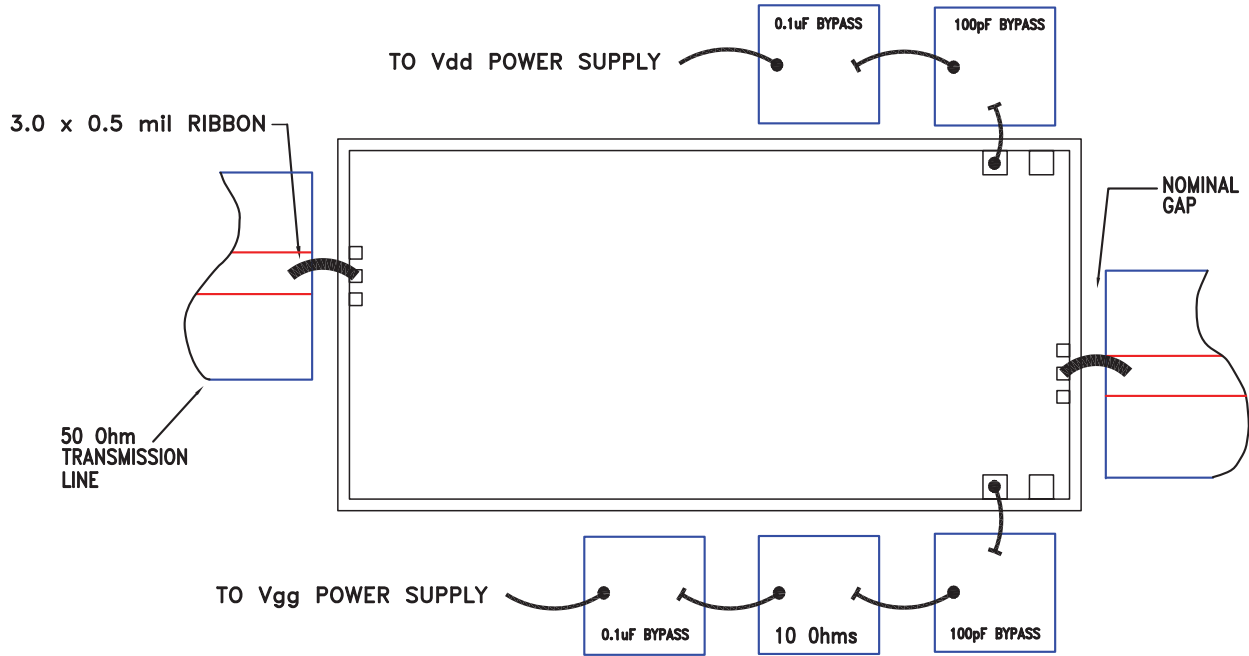 0.1uF BYPASS
100pF BYPASS
TO Vdd POWER SUPPLY
3.0 x 0.5 mil RIBBON
NOMINAL
GAP
50 Ohm
TRANSMISSION
LINE
TO Vgg POWER SUPPLY
0.1uF BYPASS
10 Ohms
100pF BYPASS